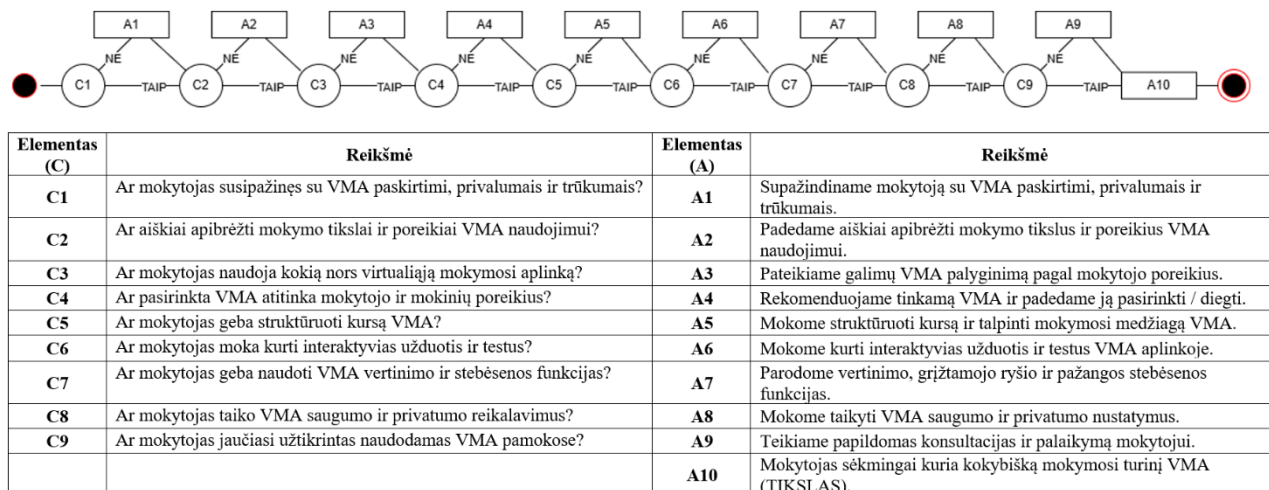 A1 A2 A3 A4 A5 A6 A7 A8 A9
NE NE NE NE NE NE NE NE NE
C1 TAIP C2 TAIP C3 TAIP C4 TAIP C5 TAIP C6 TAIP C7 TAIP C8 TAIP C9 TAIP A10
Elementas (C) Reikšmė Elementas (A) Reikšmė
C1 Ar mokytojas susipažinęs su VMA paskirtimi, privalumais ir trūkumais? A1 Supažindiname mokytoją su VMA paskirtimi, privalumais ir
trūkumais.
C2 Ar aiškiai apibrėžti mokymo tikslai ir poreikiai VMA naudojimui? A2 Padedame aiškiai apibrėžti mokymo tikslus ir poreikius VMA
naudojimui.
C3 Ar mokytojas naudoja kokią nors virtualiąją mokymosi aplinką? A3 Pateikiame galimų VMA palyginimą pagal mokytojo poreikius.
C4 Ar pasirinkta VMA atitinka mokytojo ir mokinių poreikius? A4 Rekomenduojame tinkamą VMA ir padedame ją pasirinkti / diegti.
C5 Ar mokytojas geba struktūruoti kursą VMA? A5 Mokome struktūruoti kursą ir talpinti mokymosi medžiagą VMA.
C6 Ar mokytojas moka kurti interaktyvias užduotis ir testus? A6 Mokome kurti interaktyvias užduotis ir testus VMA aplinkoje.
C7 Ar mokytojas geba naudoti VMA vertinimo ir stebėsenos funkcijas? A7 Parodome vertinimo, grįžtamojo ryšio ir pažangos stebėsenos
funkcijas.
C8 Ar mokytojas taiko VMA saugumo ir privatumo reikalavimus? A8 Mokome taikyti VMA saugumo ir privatumo nustatymus.
C9 Ar mokytojas jaučiasi užtikrintas naudodamas VMA pamokose? A9 Teikiame papildomas konsultacijas ir palaikymą mokytojui.
A10 Mokytojas sėkmingai kuria kokybišką mokymosi turinį VMA
(TIKSLAS).